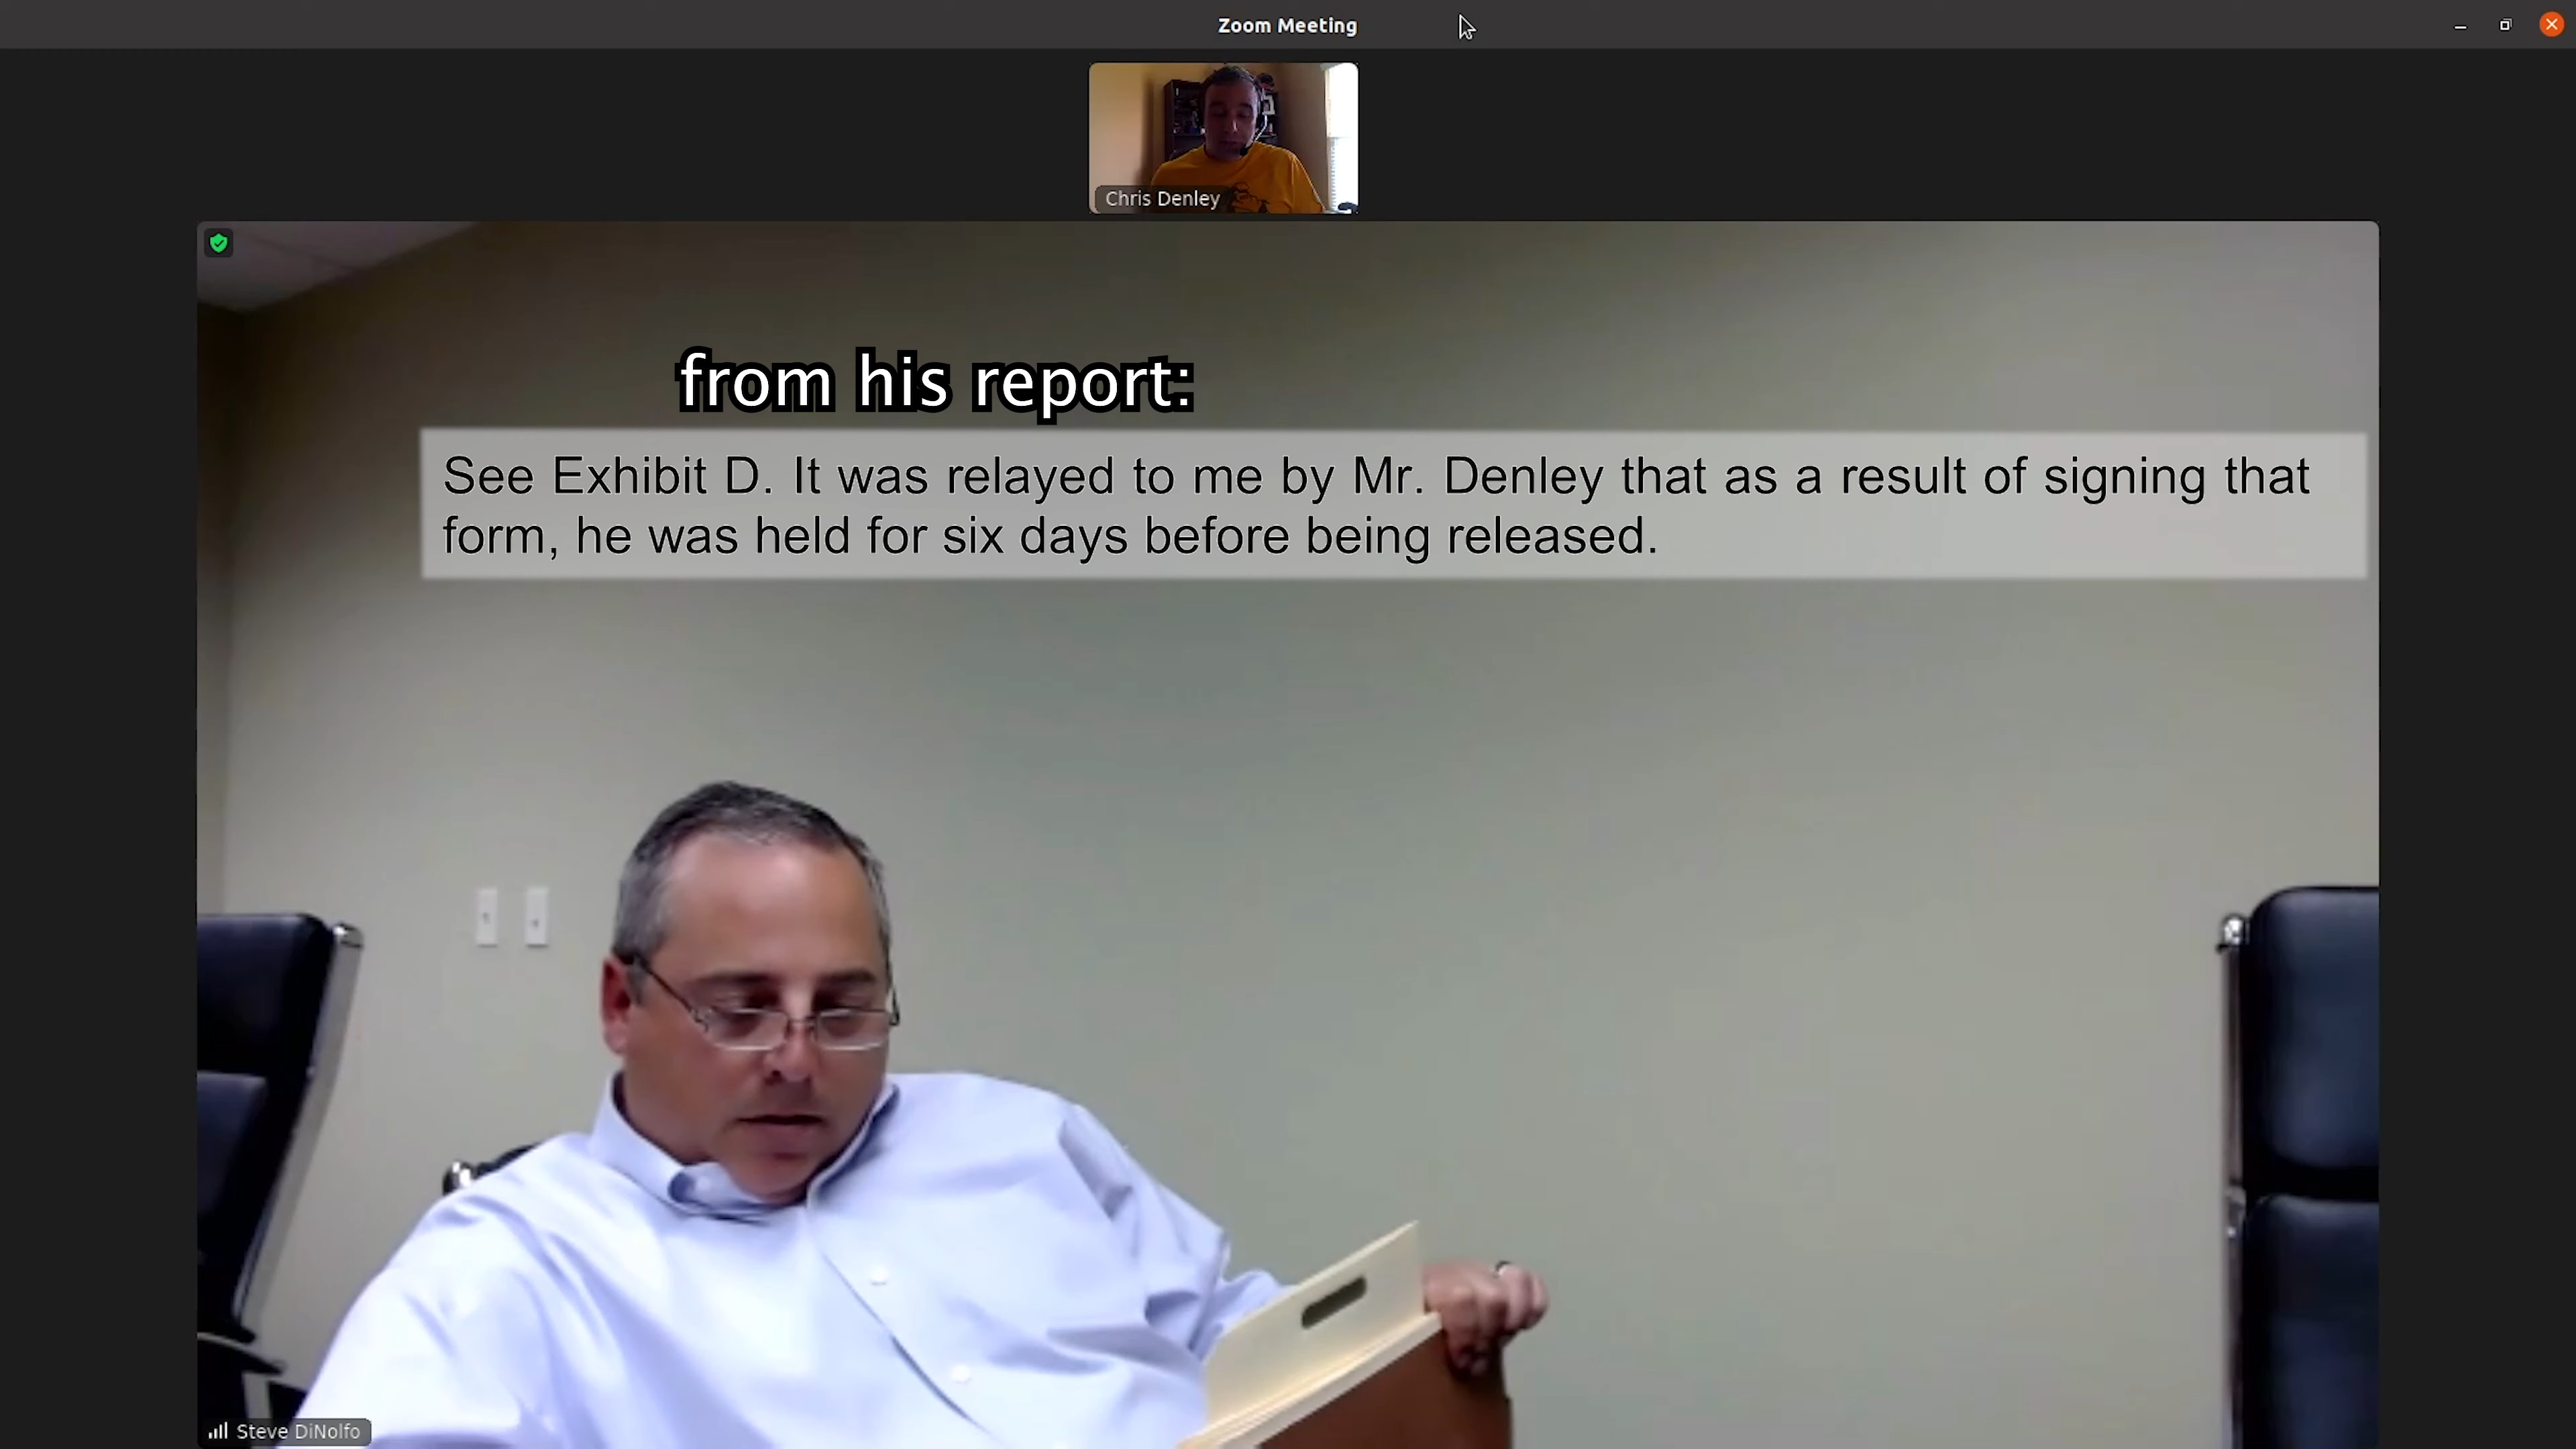 Zoom Meeting
Chris Denley
from his report:
See Exhibit D. It was relayed to me by Mr. Denley that as a result of signing that
form, he was held for six days before being released.
Steve DiNolfo